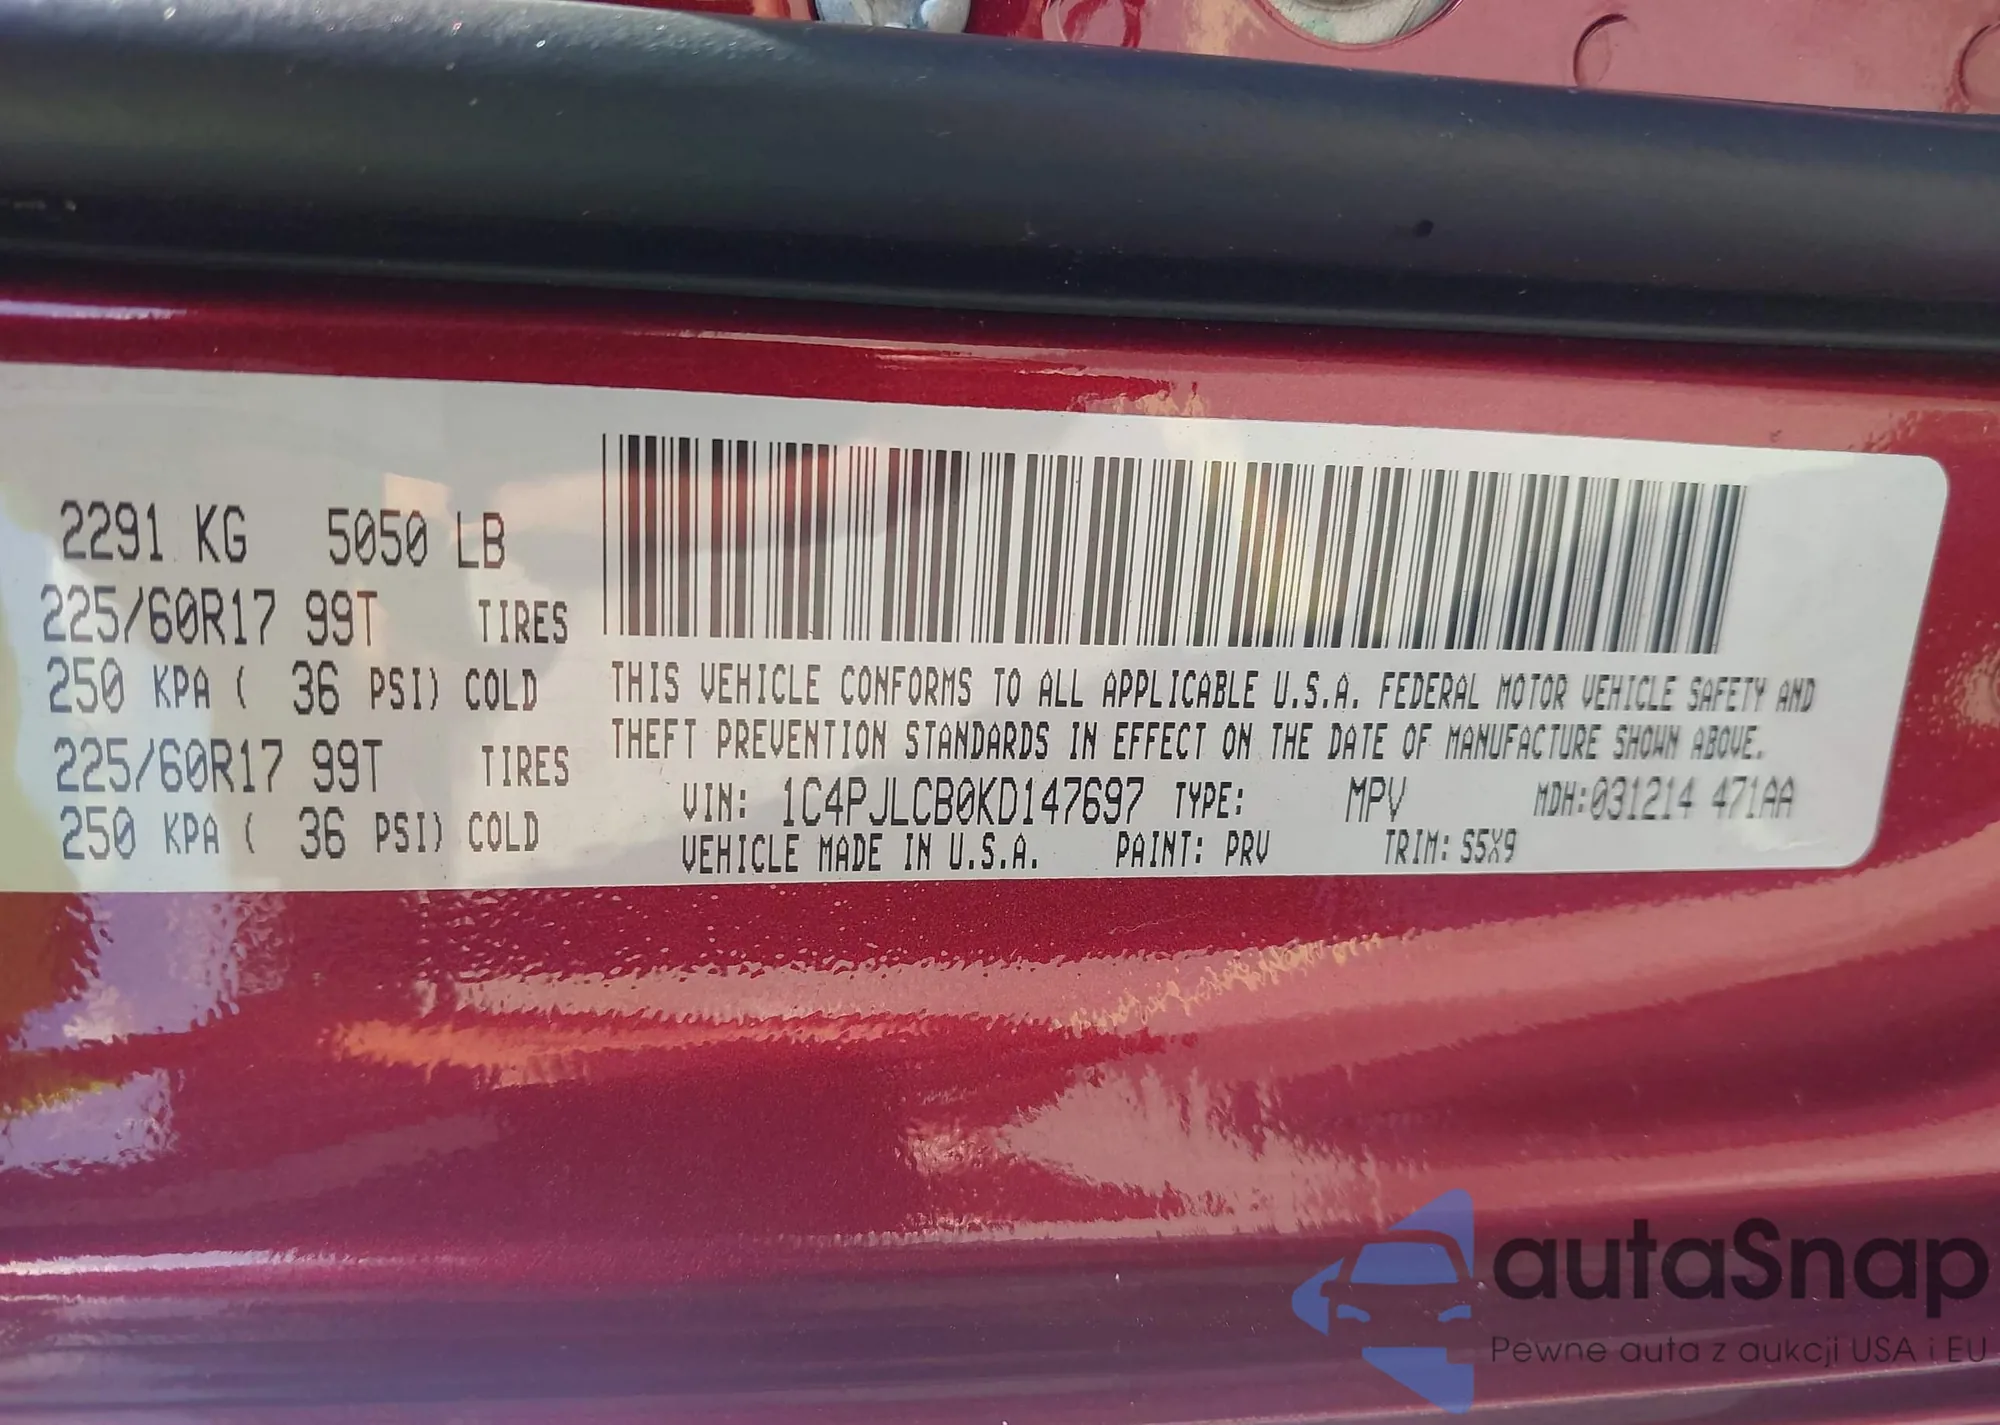 2291 KG 5050 LB
225/60R17 99T TIRES
250 KPA ( 36 PSI) COLD
225/60R17 99T TIRES
250 KPA ( 36 PSI) COLD
THIS VEHICLE CONFORMS TO ALL APPLICABLE U.S.A. FEDERAL MOTOR VEHICLE SAFETY AND
THEFT PREVENTION STANDARDS IN EFFECT ON THE DATE OF MANUFACTURE SHOWN ABOVE.
VIN: 1C4PJLCB0KD147697 TYPE: MPV MDH:031214 471AA
VEHICLE MADE IN U.S.A. PAINT: PRV TRIM: S5X9
autaSnap
Pewne auta z aukcji USA i EU